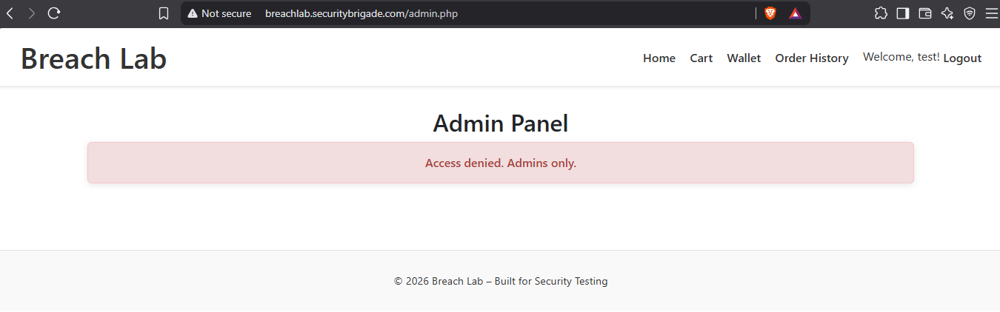 Not secure breachlab.securitybrigade.com/admin.php
Breach Lab
Home Cart Wallet Order History Welcome, test! Logout
Admin Panel
Access denied. Admins only.
© 2026 Breach Lab – Built for Security Testing